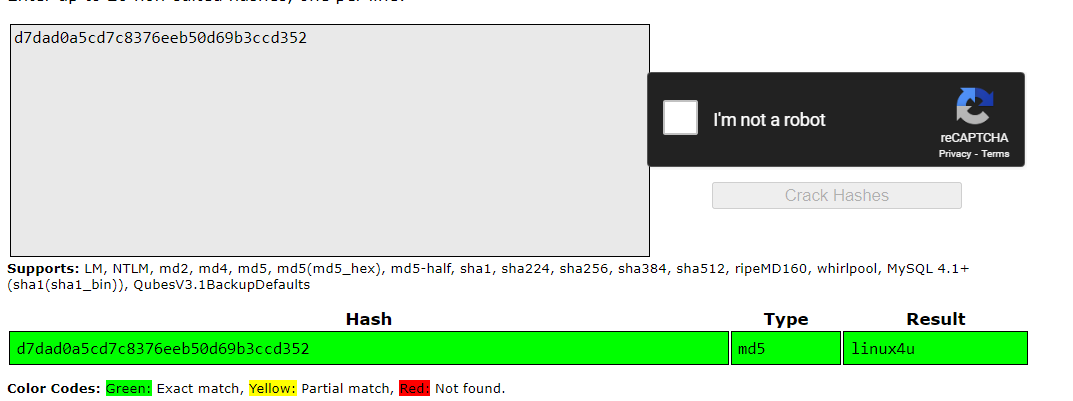 d7dad0a5cd7c8376eeb50d69b3ccd352
I'm not a robot
reCAPTCHA
Privacy - Terms
Crack Hashes
Supports: LM, NTLM, md2, md4, md5, md5(md5_hex), md5-half, sha1, sha224, sha256, sha384, sha512, ripeMD160, whirlpool, MySQL 4.1+
(sha1(sha1_bin)), QubesV3.1BackupDefaults
Hash Type Result
d7dad0a5cd7c8376eeb50d69b3ccd352 md5 linux4u
Color Codes: Green: Exact match, Yellow: Partial match, Red: Not found.